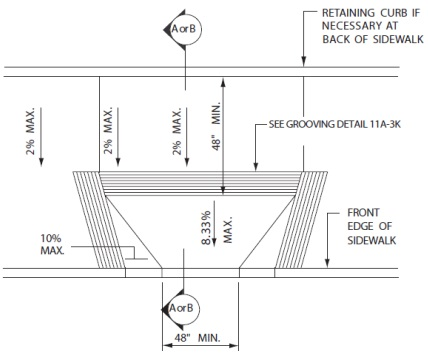 RETAINING CURB IF
NECESSARY AT
BACK OF SIDEWALK
A or B
2% MAX.
2% MAX.
2% MAX.
48" MIN.
SEE GROOVING DETAIL 11A-3K
8.33%
MAX.
FRONT
EDGE OF
SIDEWALK
10%
MAX.
A or B
48" MIN.